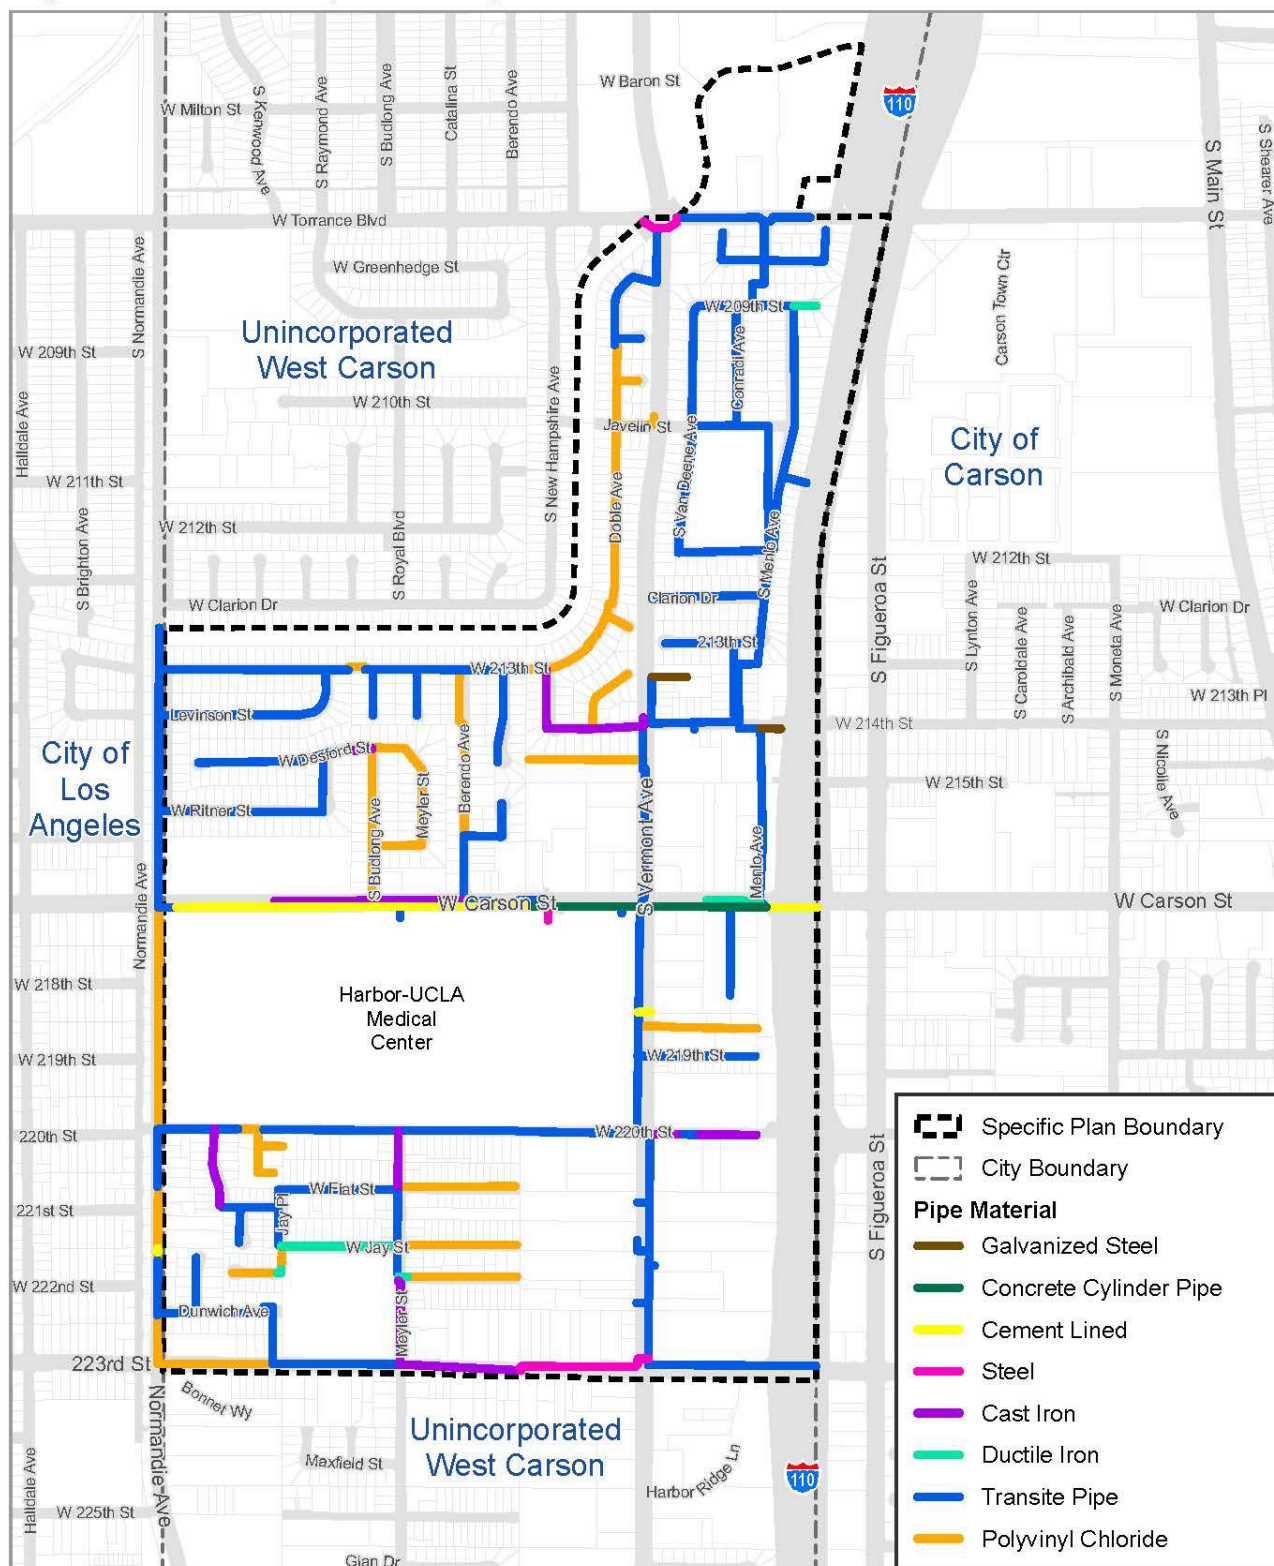 W Baron St
110
W Milton St
S Kenwood Ave
S Raymond Ave
S Budlong Ave
Catalina St
Berendo Ave
S Main St
S Shearer Ave
W Torrance Blvd
S Normandie Ave
W Greenhedge St
Carson Town Ctr
W 209th St
Unincorporated
West Carson
W 209th St
Conradi Ave
Halldale Ave
W 210th St
S New Hampshire Ave
Javelin St
City of
Carson
W 211th St
Doble Ave
S Van Deene Ave
S Brighton Ave
W 212th St
S Royal Blvd
S Menlo Ave
W 212th St
W Clarion Dr
Clarion Dr
S Figueroa St
S Lynton Ave
S Caroldale Ave
S Archibald Ave
S Moneta Ave
W Clarion Dr
W 213th St
213th St
W 213th Pl
Levinson St
W 214th St
City of
Los
Angeles
W Desford St
Berendo Ave
S Nicolle Ave
W 215th St
Meyler St
W Ritner St
S Budlong Ave
S Vermont Ave
Menlo Ave
Normandie Ave
W Carson St
W Carson St
W 218th St
Harbor-UCLA
Medical
Center
W 219th St
W 219th St
220th St
W 220th St
S Figueroa St
W Fiat St
221st St
Jay Pl
W Jay St
W 222nd St
Dunwich Ave
Meyler St
223rd St
Bonnet Wy
Normandie Ave
Unincorporated
West Carson
Maxfield St
Harbor Ridge Ln
110
Halldale Ave
W 225th St
Gian Dr
Specific Plan Boundary
City Boundary
Pipe Material
Galvanized Steel
Concrete Cylinder Pipe
Cement Lined
Steel
Cast Iron
Ductile Iron
Transite Pipe
Polyvinyl Chloride